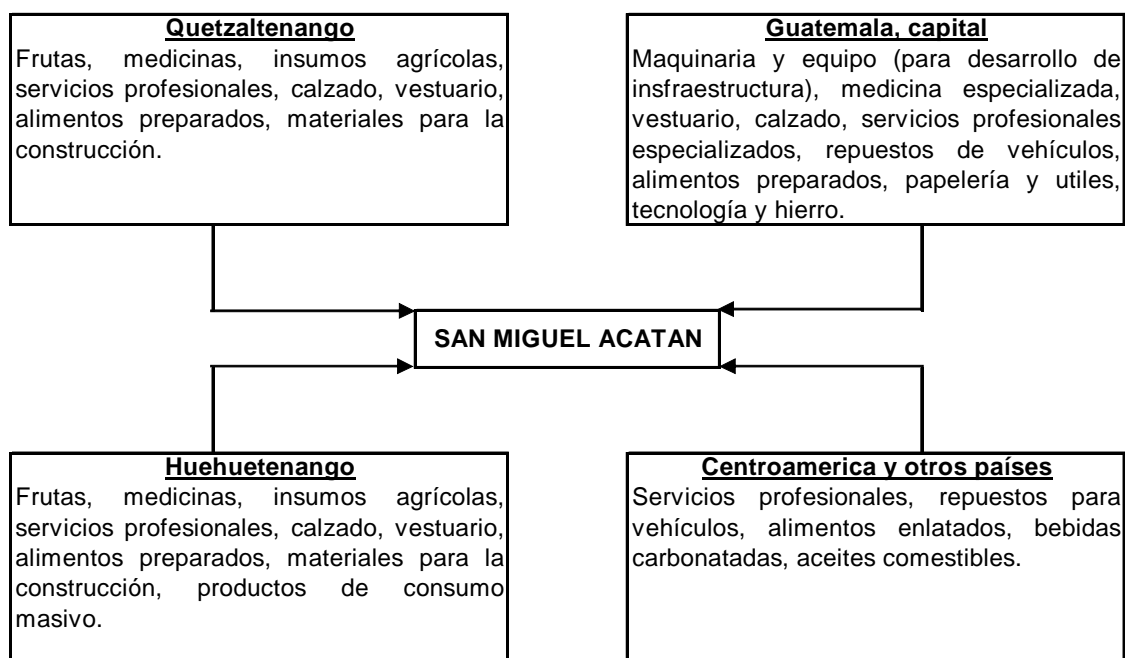 Quetzaltenango
Frutas, medicinas, insumos agrícolas,
servicios profesionales, calzado, vestuario,
alimentos preparados, materiales para la
construcción.
Guatemala, capital
Maquinaria y equipo (para desarrollo de
insfraestructura), medicina especializada,
vestuario, calzado, servicios profesionales
especializados, repuestos de vehículos,
alimentos preparados, papelería y utiles,
tecnología y hierro.
SAN MIGUEL ACATAN
Huehuetenango
Frutas, medicinas, insumos agrícolas,
servicios profesionales, calzado, vestuario,
alimentos preparados, materiales para la
construcción, productos de consumo
masivo.
Centroamerica y otros países
Servicios profesionales, repuestos para
vehículos, alimentos enlatados, bebidas
carbonatadas, aceites comestibles.